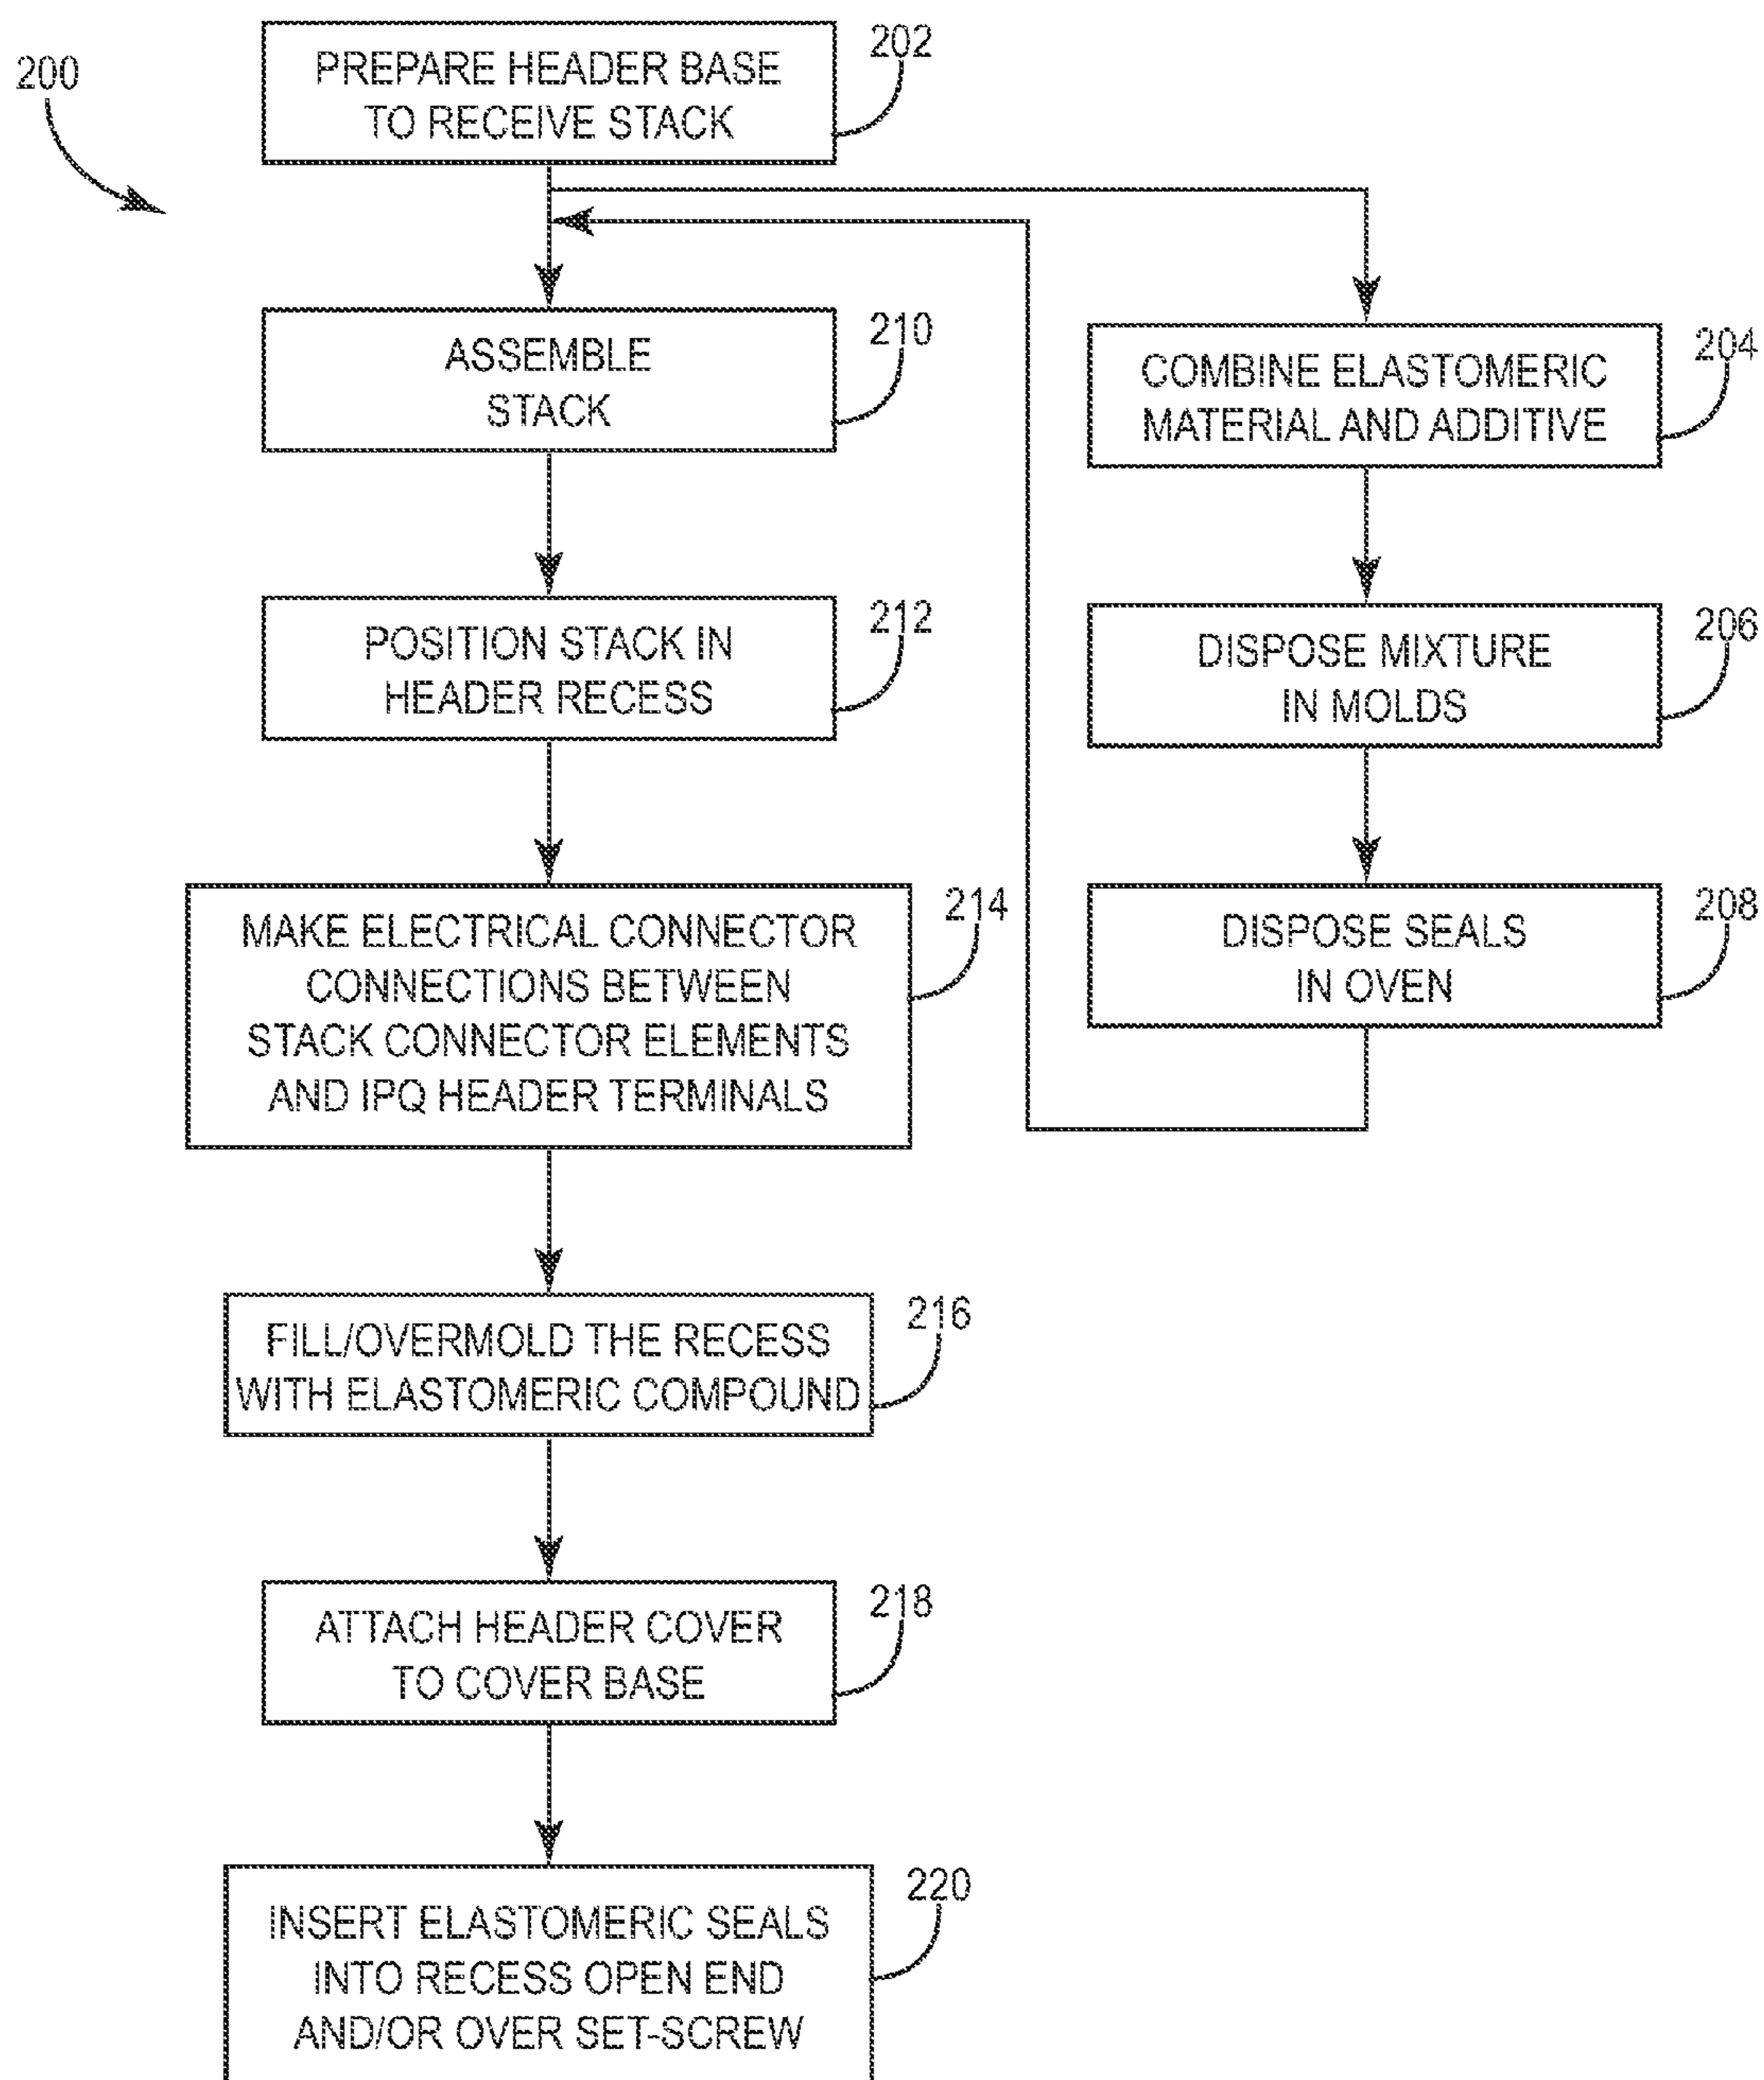 200
PREPARE HEADER BASE
TO RECEIVE STACK
202
ASSEMBLE
STACK
210
COMBINE ELASTOMERIC
MATERIAL AND ADDITIVE
204
POSITION STACK IN
HEADER RECESS
212
DISPOSE MIXTURE
IN MOLDS
206
MAKE ELECTRICAL CONNECTOR
CONNECTIONS BETWEEN
STACK CONNECTOR ELEMENTS
AND IPQ HEADER TERMINALS
214
DISPOSE SEALS
IN OVEN
208
FILL/OVERMOLD THE RECESS
WITH ELASTOMERIC COMPOUND
216
ATTACH HEADER COVER
TO COVER BASE
218
INSERT ELASTOMERIC SEALS
INTO RECESS OPEN END
AND/OR OVER SET-SCREW
220